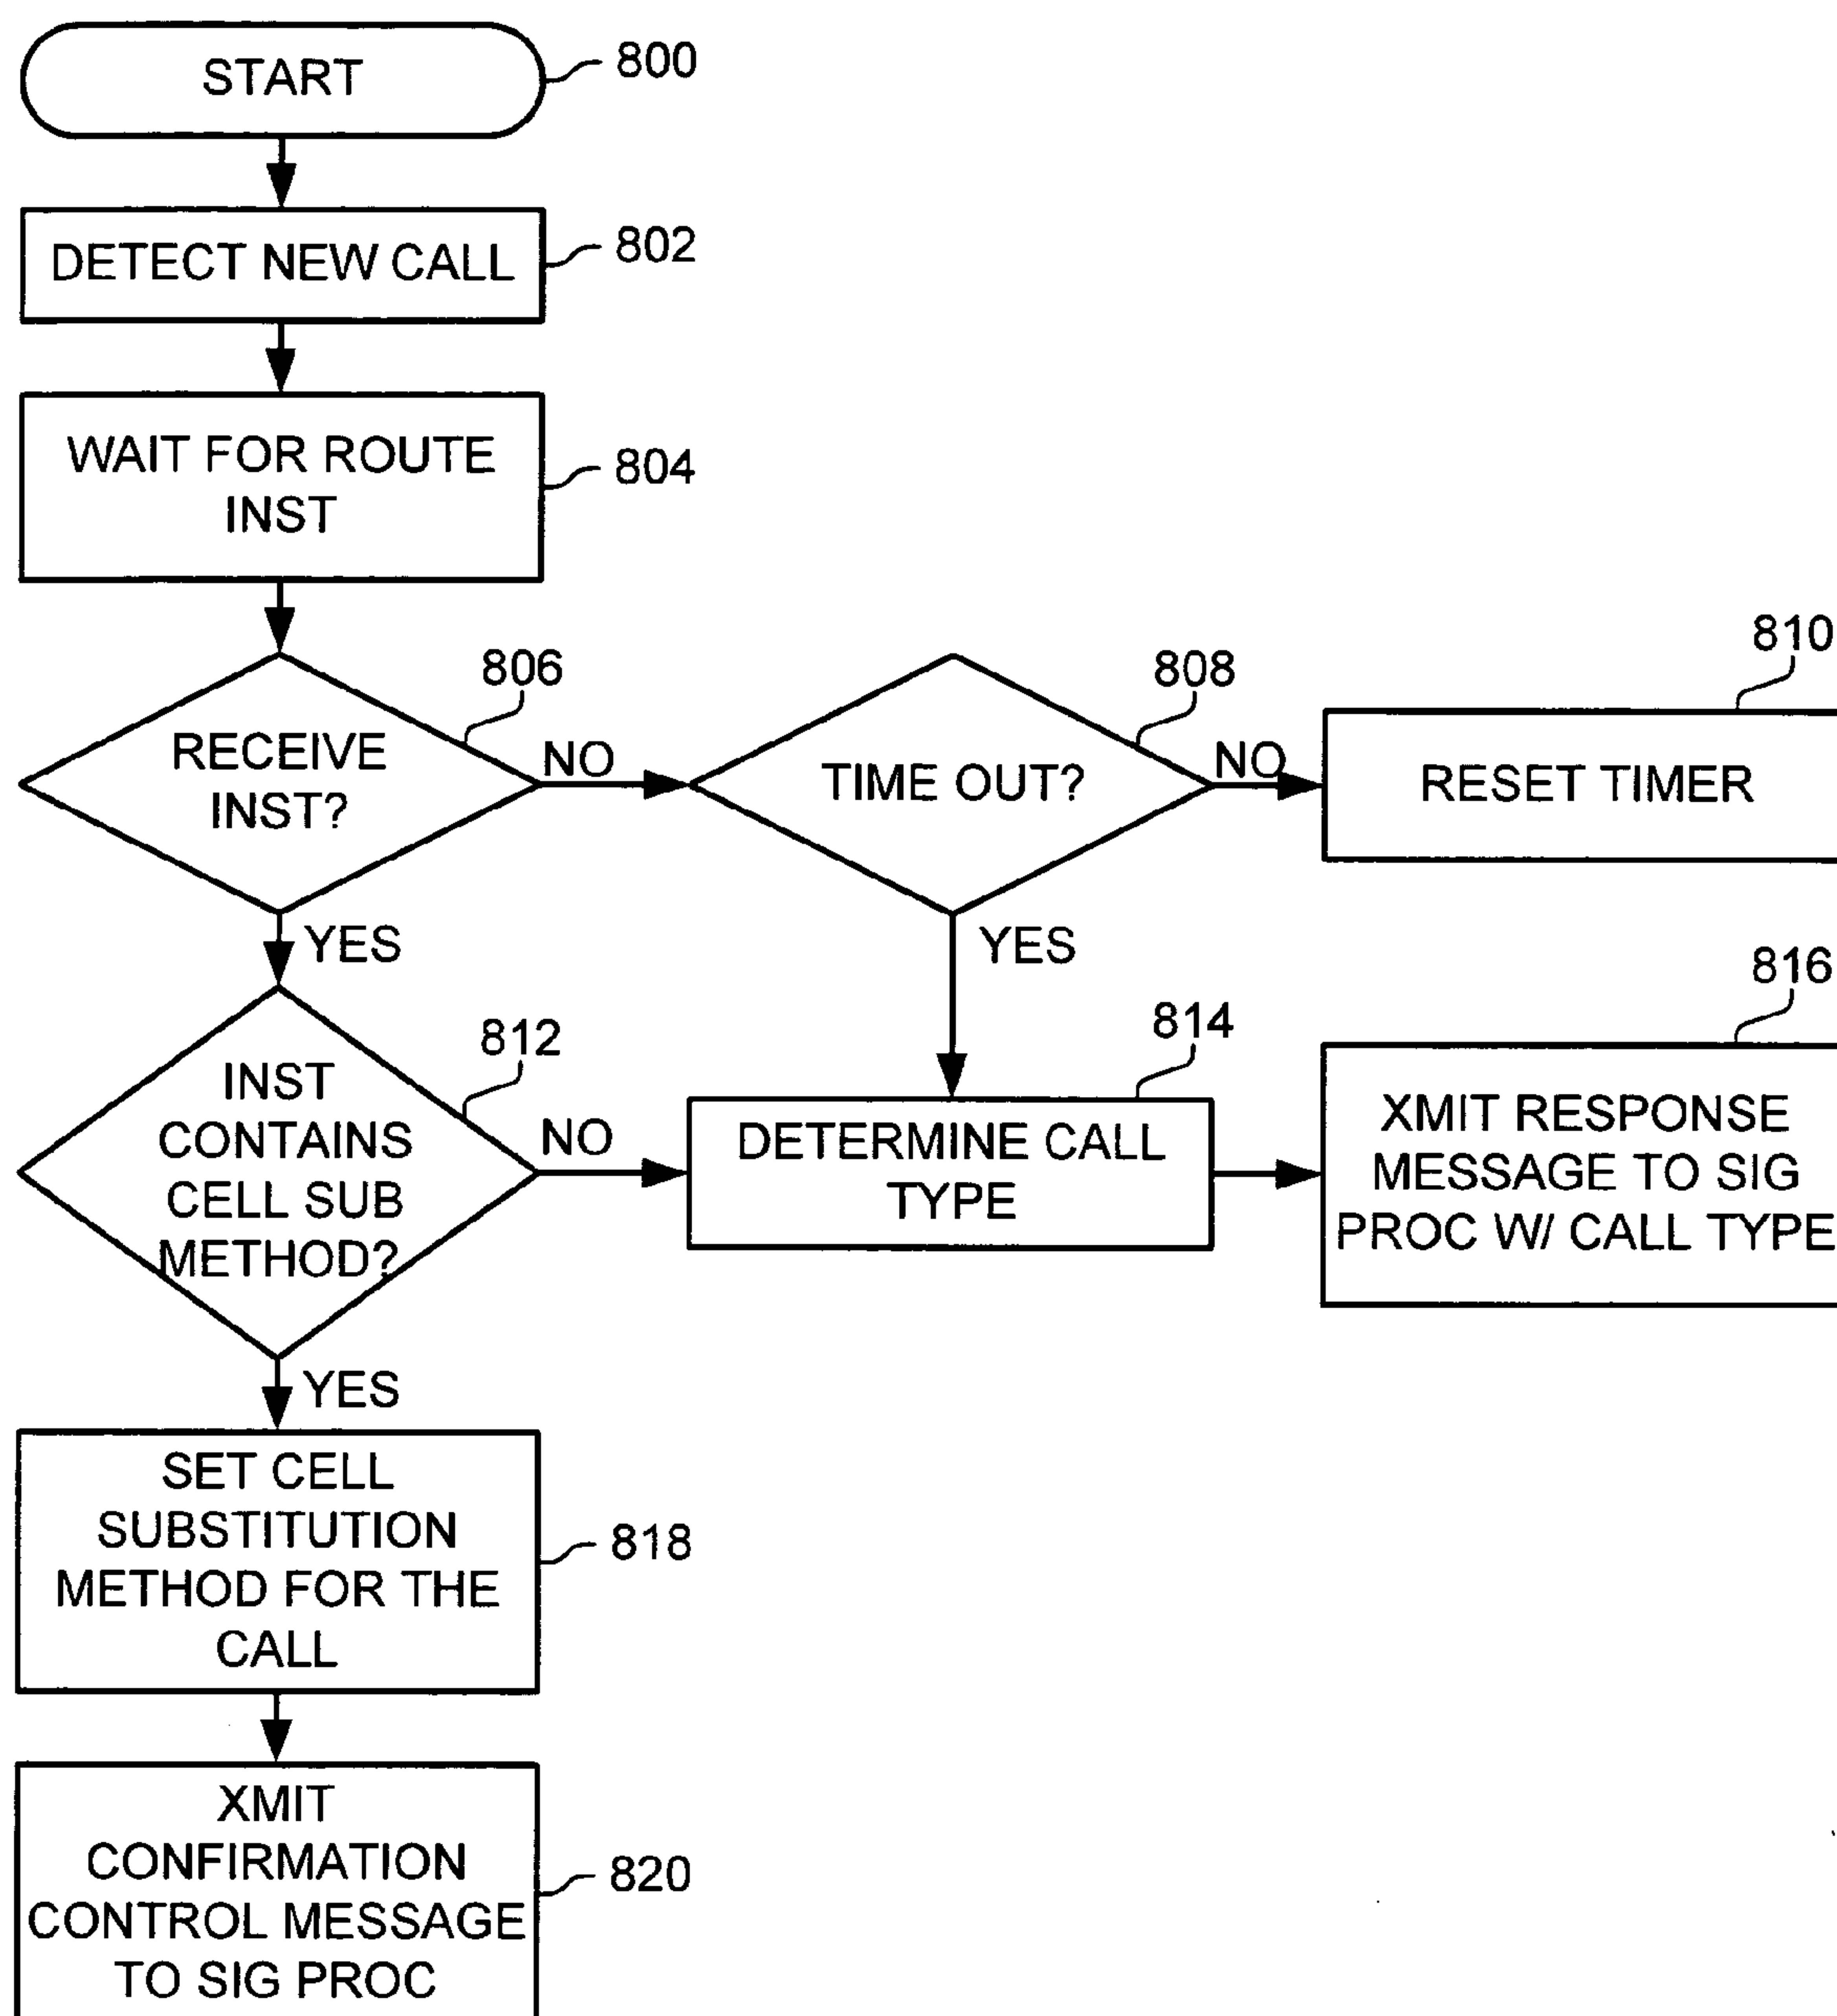 START
800
DETECT NEW CALL
802
WAIT FOR ROUTE
INST
804
806
RECEIVE
INST?
NO
808
TIME OUT?
NO
810
RESET TIMER
YES
YES
812
INST
CONTAINS
CELL SUB
METHOD?
NO
814
DETERMINE CALL
TYPE
816
XMIT RESPONSE
MESSAGE TO SIG
PROC W/ CALL TYPE
YES
SET CELL
SUBSTITUTION
METHOD FOR THE
CALL
818
XMIT
CONFIRMATION
CONTROL MESSAGE
TO SIG PROC
820